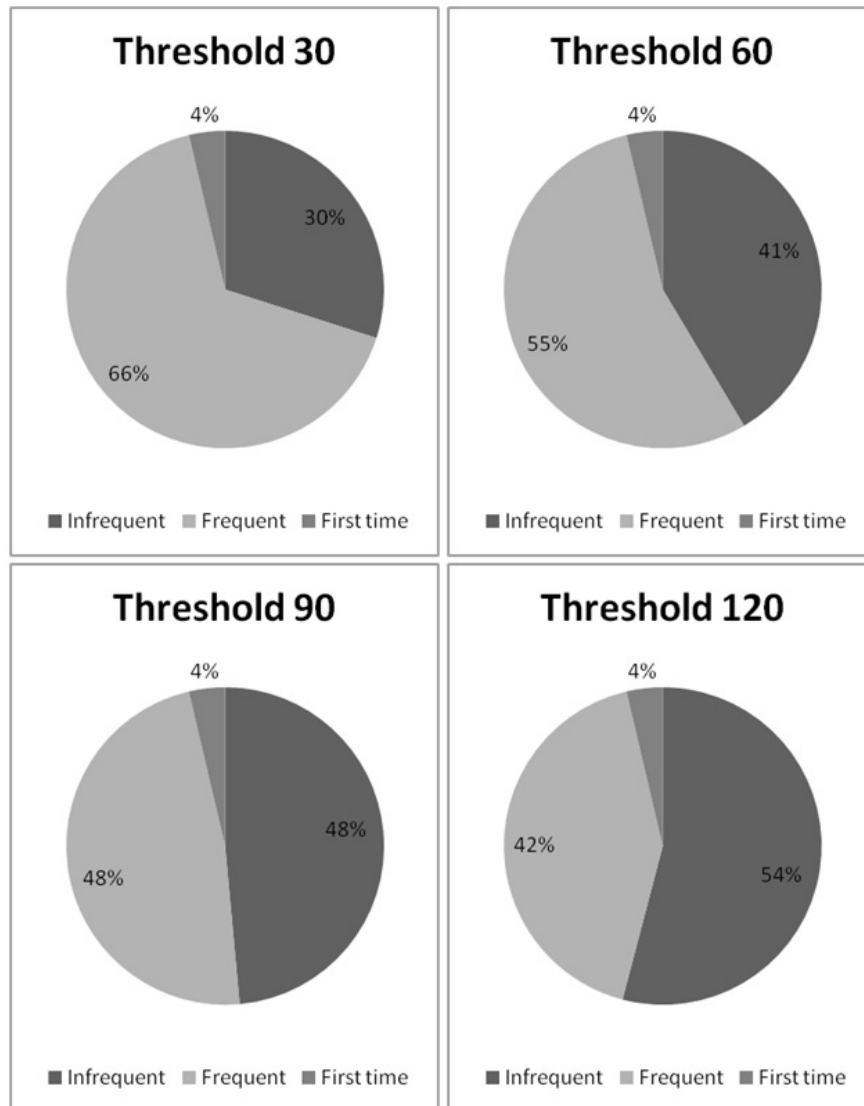 Threshold 30
4%
30%
66%
Infrequent Frequent First time
Threshold 60
4%
41%
55%
Infrequent Frequent First time
Threshold 90
4%
48%
48%
Infrequent Frequent First time
Threshold 120
4%
42%
54%
Infrequent Frequent First time